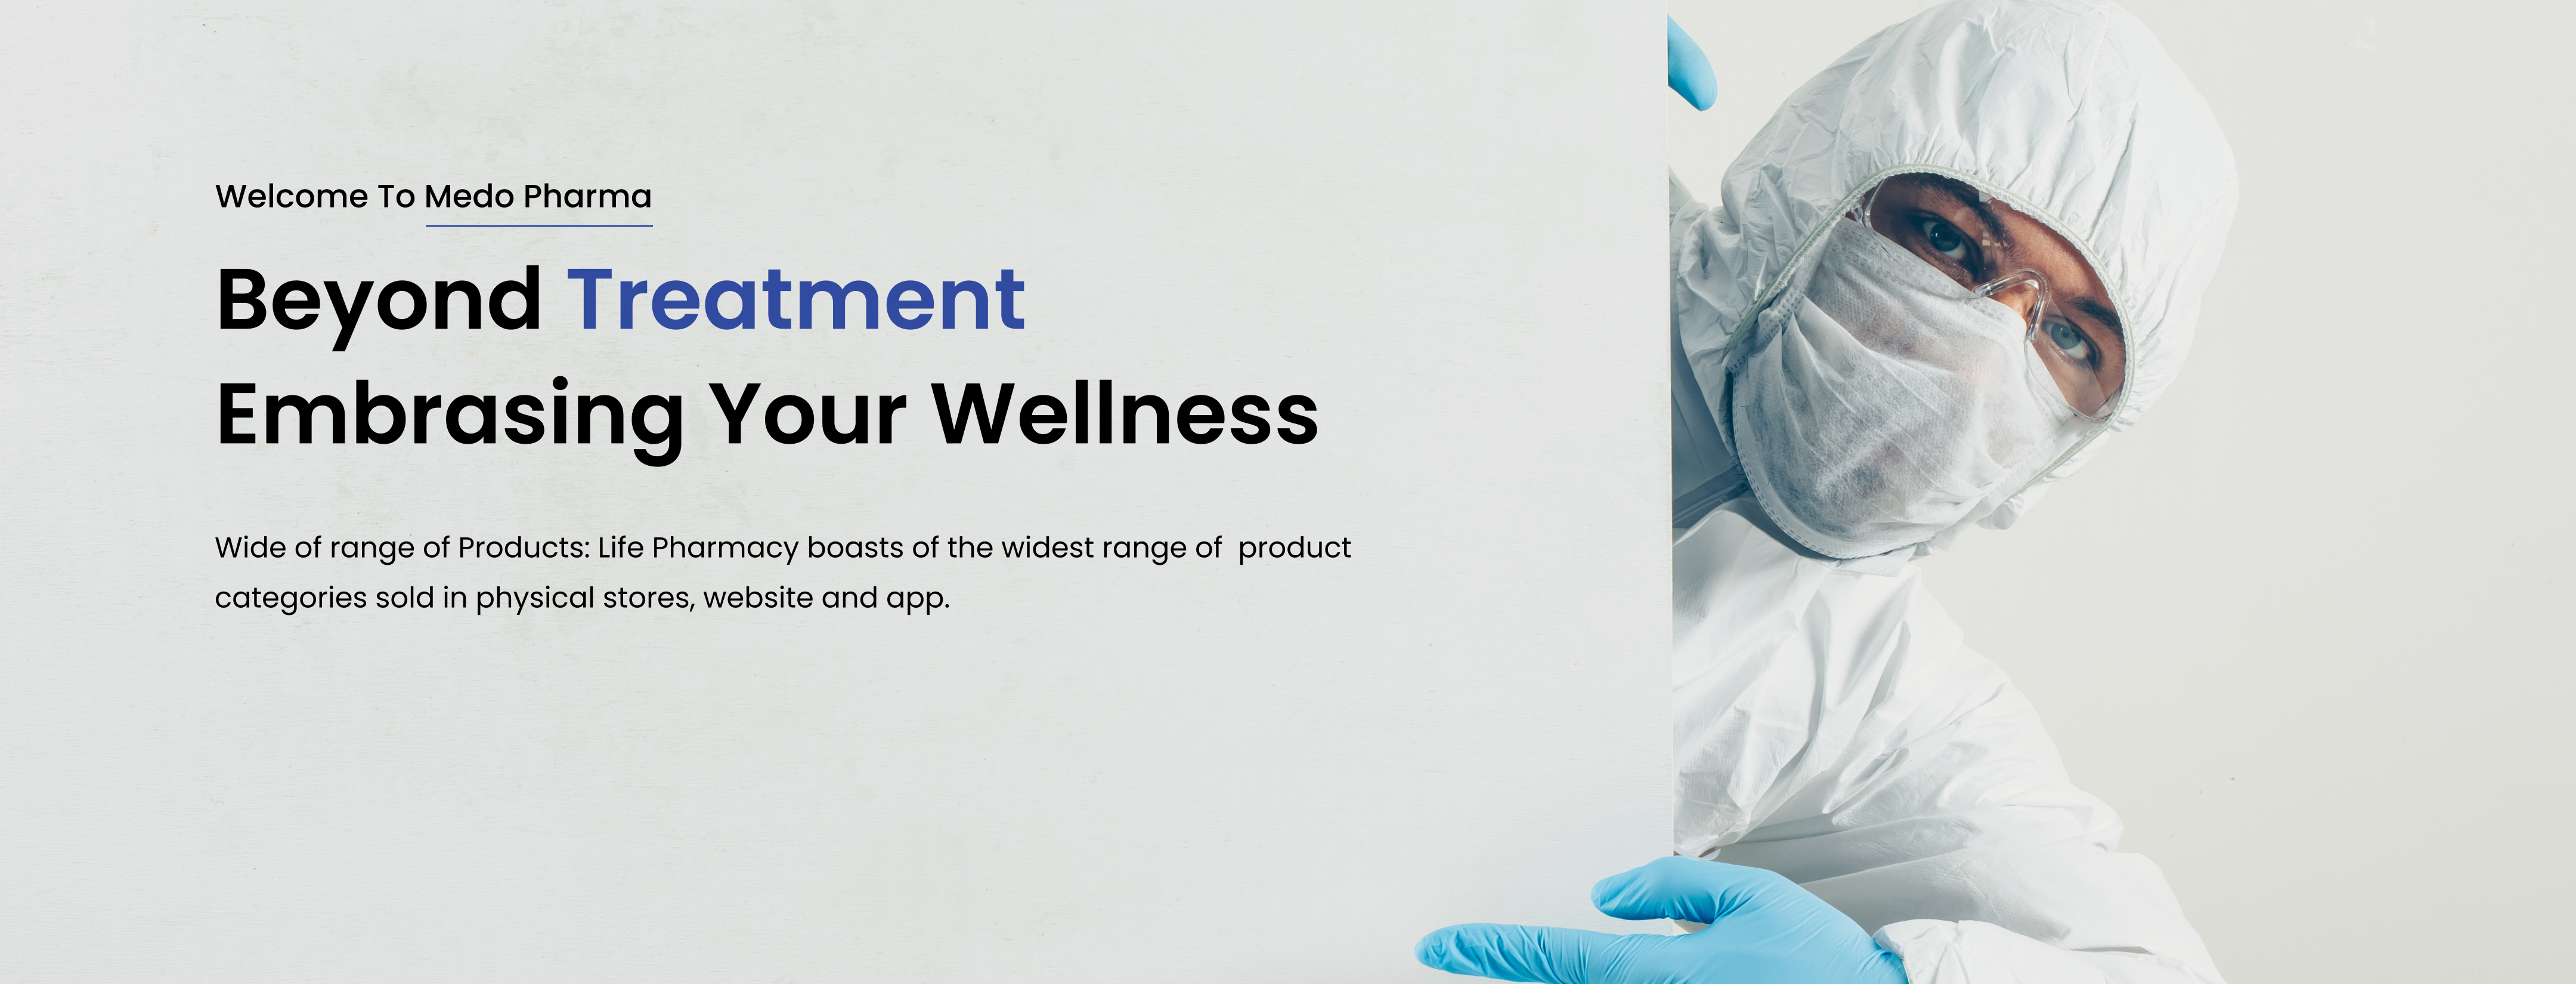 Welcome To Medo Pharma
Beyond Treatment
Embrasing Your Wellness
Wide of range of Products: Life Pharmacy boasts of the widest range of  product
categories sold in physical stores, website and app.